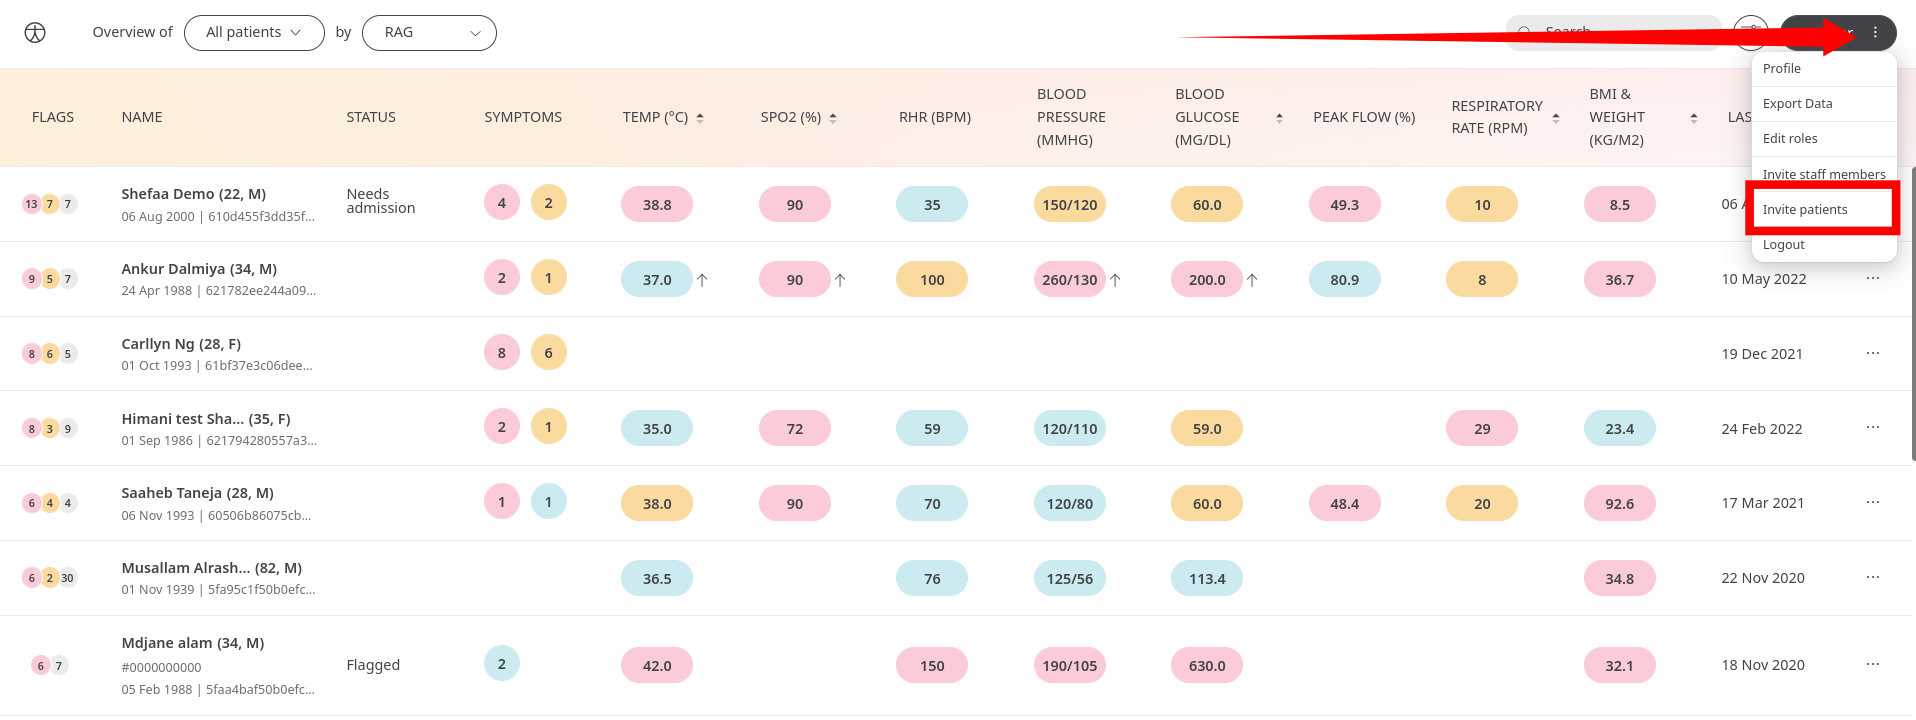 Overview of All patients by RAG Search
Profile
Export Data
Edit roles
Invite staff members
Invite patients
Logout
FLAGS NAME STATUS SYMPTOMS TEMP (°C) SPO2 (%) RHR (BPM) BLOOD PRESSURE (MMHG) BLOOD GLUCOSE (MG/DL) PEAK FLOW (%) RESPIRATORY RATE (RPM) BMI & WEIGHT (KG/M2)
13 7 7 Shefaa Demo (22, M) Needs admission 4 2 38.8 90 35 150/120 60.0 49.3 10 8.5 06
06 Aug 2000 | 610d455f3dd35f...
9 5 7 Ankur Dalmiya (34, M) 2 1 37.0 ↑ 90 ↑ 100 260/130 ↑ 200.0 ↑ 80.9 8 36.7 10 May 2022 ...
24 Apr 1988 | 621782ee244a09...
8 6 5 Carllyn Ng (28, F) 8 6 19 Dec 2021 ...
01 Oct 1993 | 61bf37e3c06dee...
8 3 9 Himani test Sha... (35, F) 2 1 35.0 72 59 120/110 59.0 29 23.4 24 Feb 2022 ...
01 Sep 1986 | 621794280557a3...
6 4 4 Saaheb Taneja (28, M) 1 1 38.0 90 70 120/80 60.0 48.4 20 92.6 17 Mar 2021 ...
06 Nov 1993 | 60506b86075cb...
6 2 30 Musallam Alrash... (82, M) 36.5 76 125/56 113.4 34.8 22 Nov 2020 ...
01 Nov 1939 | 5fa95c1f50b0efc...
6 7 Mdjane alam (34, M) Flagged 2 42.0 150 190/105 630.0 32.1 18 Nov 2020 ...
#0000000000
05 Feb 1988 | 5faa4baf50b0efc...